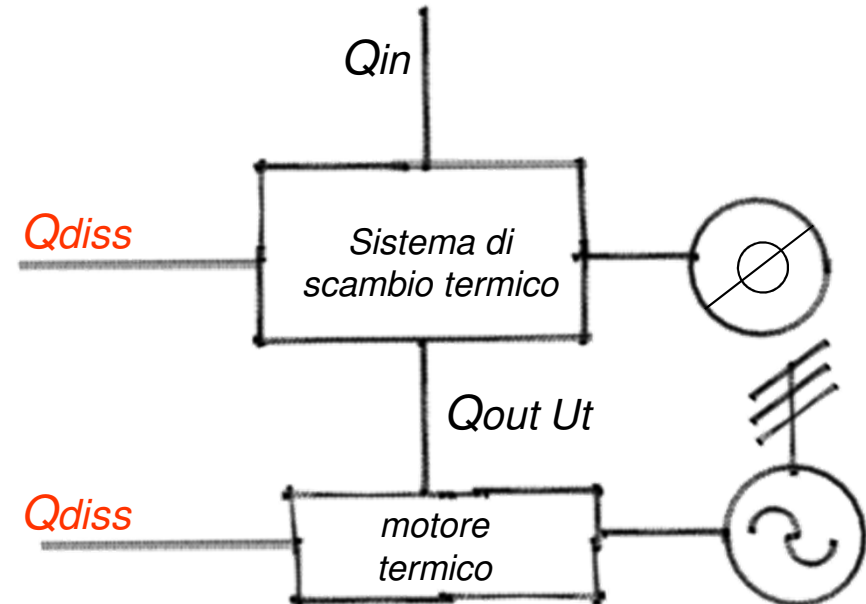 Qin
Qdiss
Sistema di
scambio termico
Qout Ut
Qdiss
motore
termico